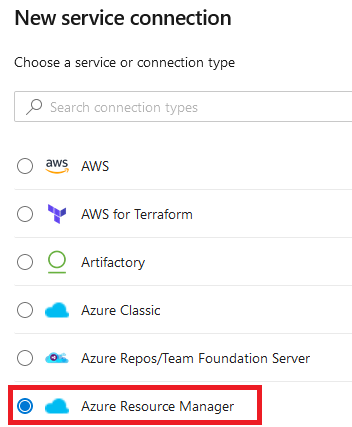 New service connection
Choose a service or connection type
Search connection types
aws AWS
AWS for Terraform
Artifactory
Azure Classic
Azure Repos/Team Foundation Server
Azure Resource Manager